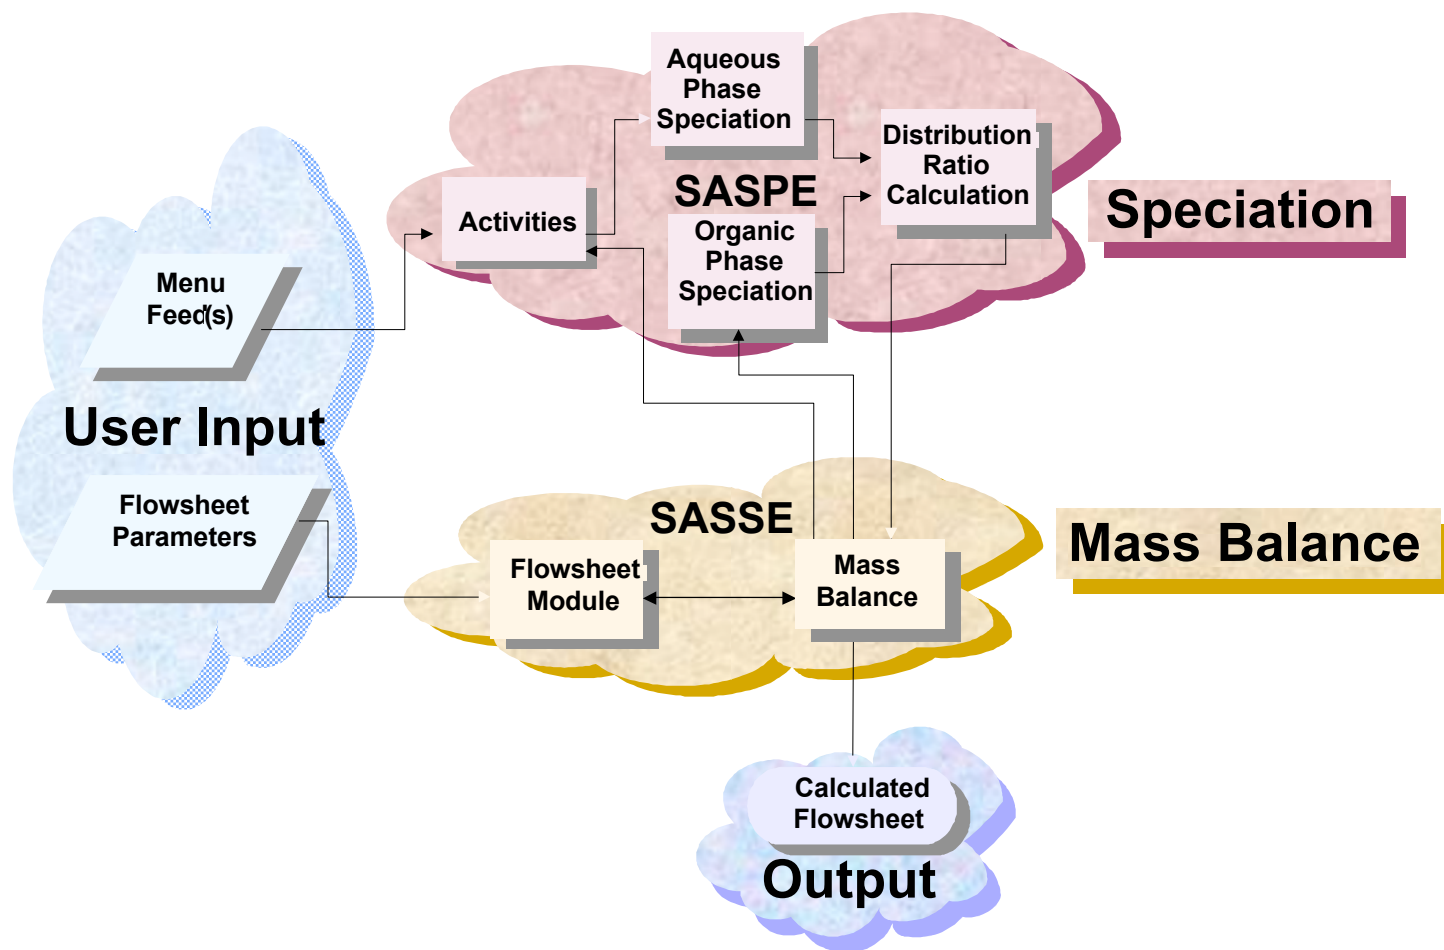 Aqueous
Phase
Speciation
Distribution
Ratio
Calculation
SASPE
Activities
Organic
Phase
Speciation
Speciation
Menu
Feed'(s)
User Input
Flowsheet
Parameters
SASSE
Flowsheet
Module
Mass
Balance
Mass Balance
Calculated
Flowsheet
Output